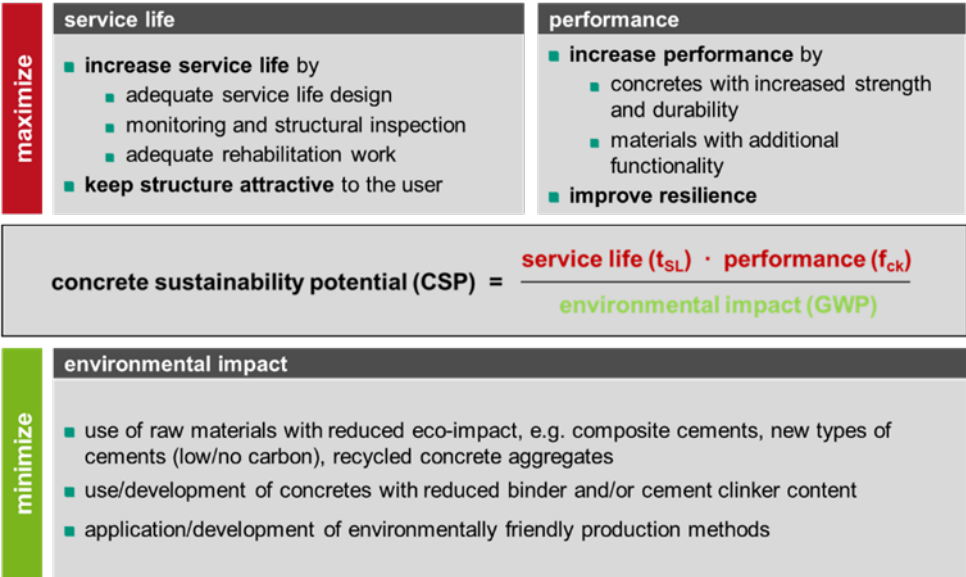 maximize
service life
increase service life by
adequate service life design
monitoring and structural inspection
adequate rehabilitation work
keep structure attractive to the user
performance
increase performance by
concretes with increased strength
and durability
materials with additional
functionality
improve resilience
concrete sustainability potential (CSP) = 
service life (tSL) · performance (fck)
environmental impact (GWP)
minimize
environmental impact
use of raw materials with reduced eco-impact, e.g. composite cements, new types of
cements (low/no carbon), recycled concrete aggregates
use/development of concretes with reduced binder and/or cement clinker content
application/development of environmentally friendly production methods